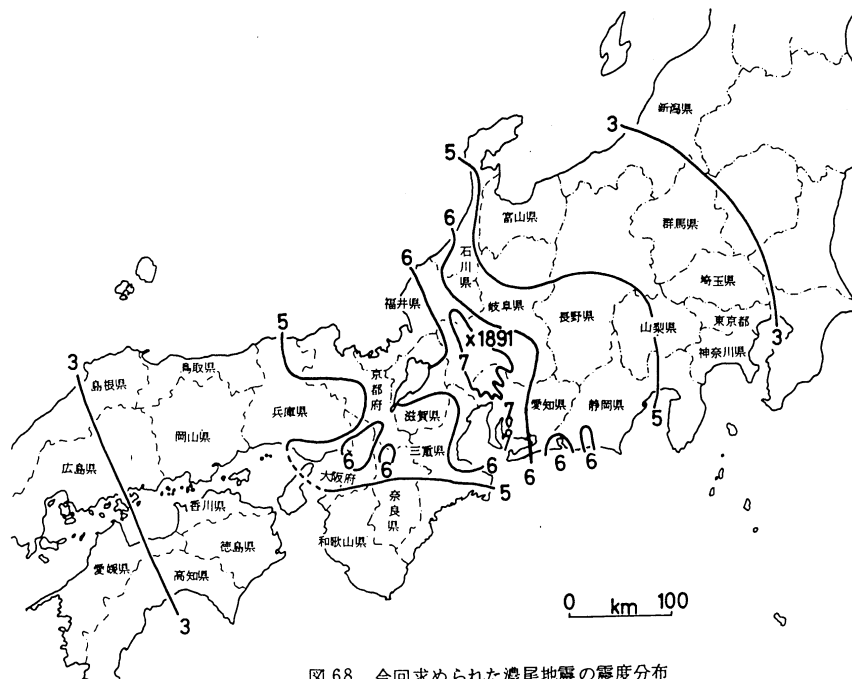 新潟県
3
5
富山県
群馬県
6
石川県
6
埼玉県
福井県
岐阜県
長野県
×1891
山梨県
東京都
3
神奈川県
5
7
3
鳥取県
島根県
京都府
兵庫県
滋賀県
愛知県
静岡県
7
5
岡山県
三重県
広島県
6
6
大阪府
6
6
6
6
5
奈良県
香川県
和歌山県
徳島県
愛媛県
高知県
3
0 km 100
図68 今回求められた濃尾地震の震度分布